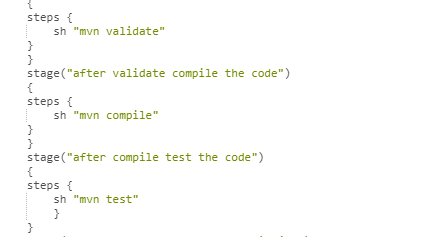 {
steps {
sh "mvn validate"
}
}
stage("after validate compile the code")
{
steps {
sh "mvn compile"
}
}
stage("after compile test the code")
{
steps {
sh "mvn test"
}
}